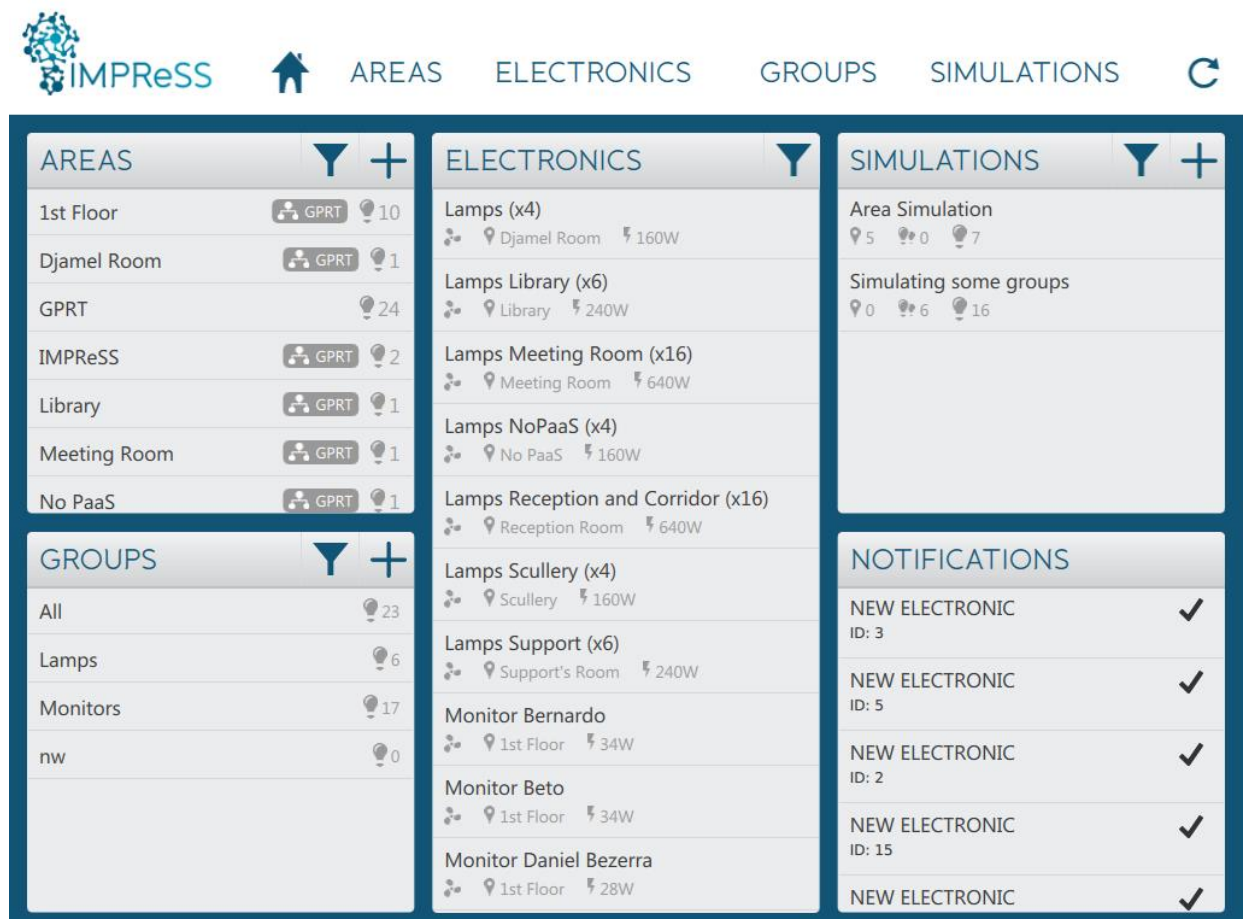 IMPReSS
AREAS ELECTRONICS GROUPS SIMULATIONS
AREAS
1st Floor GPRT 10
Djamel Room GPRT 1
GPRT 24
IMPReSS GPRT 2
Library GPRT 1
Meeting Room GPRT 1
No PaaS GPRT 1
GROUPS
All 23
Lamps 6
Monitors 17
nw 0
ELECTRONICS
Lamps (x4)
Djamel Room 160W
Lamps Library (x6)
Library 240W
Lamps Meeting Room (x16)
Meeting Room 640W
Lamps NoPaaS (x4)
No PaaS 160W
Lamps Reception and Corridor (x16)
Reception Room 640W
Lamps Scullery (x4)
Scullery 160W
Lamps Support (x6)
Support's Room 240W
Monitor Bernardo
1st Floor 34W
Monitor Beto
1st Floor 34W
Monitor Daniel Bezerra
1st Floor 28W
SIMULATIONS
Area Simulation
5 0 7
Simulating some groups
0 6 16
NOTIFICATIONS
NEW ELECTRONIC
ID: 3
NEW ELECTRONIC
ID: 5
NEW ELECTRONIC
ID: 2
NEW ELECTRONIC
ID: 15
NEW ELECTRONIC